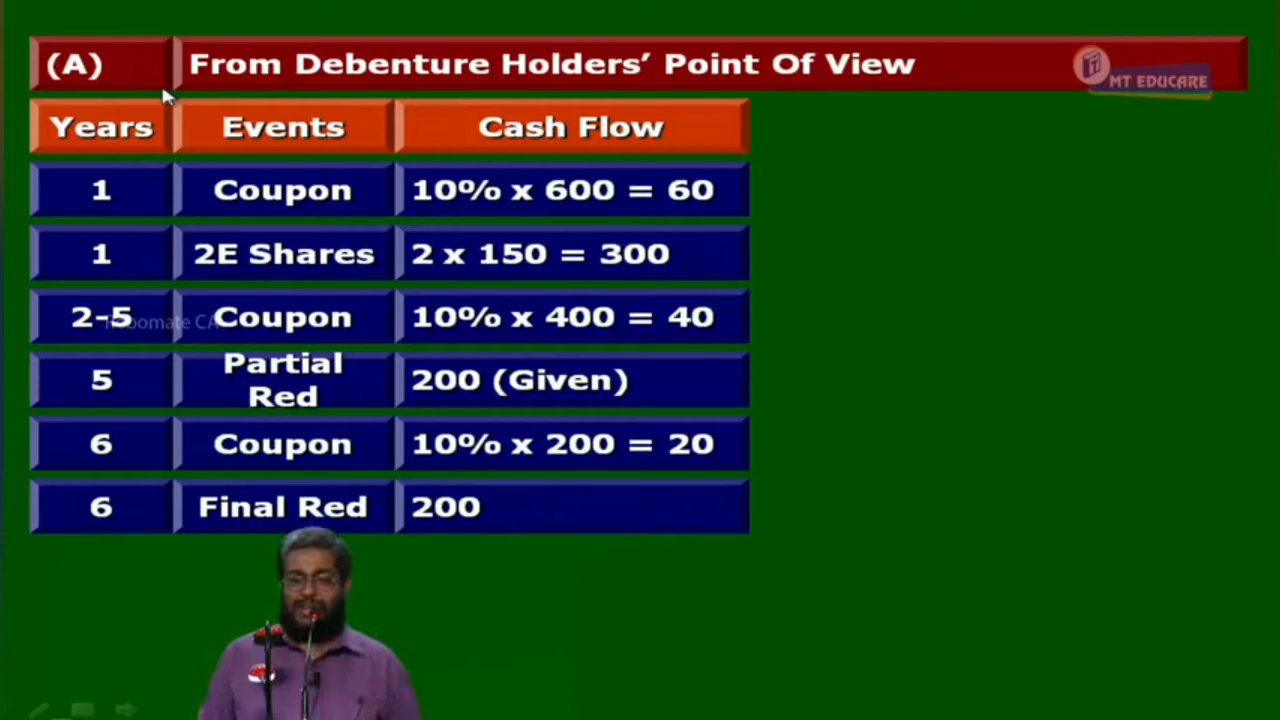 (A) From Debenture Holders’ Point Of View
MT EDUCARE
Years Events Cash Flow
1 Coupon 10% x 600 = 60
1 2E Shares 2 x 150 = 300
2-5 Coupon 10% x 400 = 40
Roomate CA
5 Partial Red 200 (Given)
6 Coupon 10% x 200 = 20
6 Final Red 200